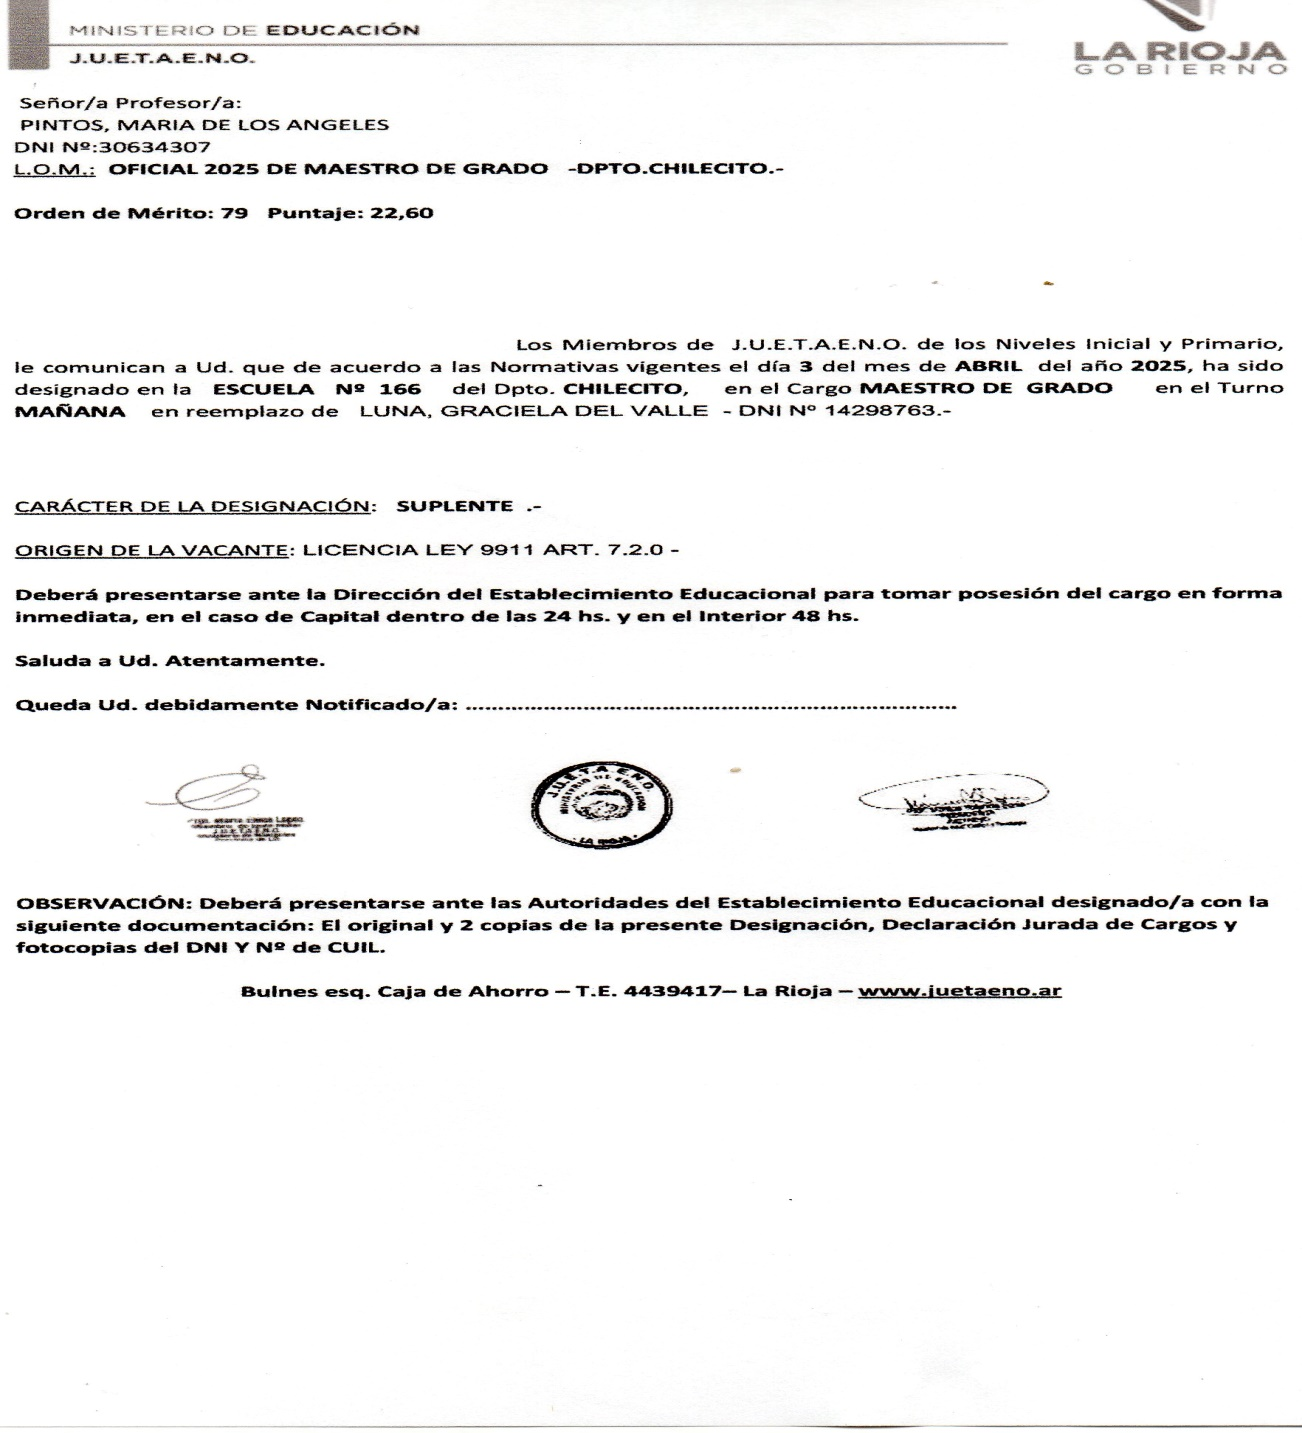 MINISTERIO DE EDUCACIÓN
J.U.E.T.A.E.N.O.
LA RIOJA
GOBIERNO
Señor/a Profesor/a:
PINTOS, MARIA DE LOS ANGELES
DNI Nº:30634307
L.O.M.: OFICIAL 2025 DE MAESTRO DE GRADO -DPTO.CHILECITO.-
Orden de Mérito: 79 Puntaje: 22,60
Los Miembros de J.U.E.T.A.E.N.O. de los Niveles Inicial y Primario,
le comunican a Ud. que de acuerdo a las Normativas vigentes el día 3 del mes de ABRIL del año 2025, ha sido
designado en la ESCUELA Nº 166 del Dpto. CHILECITO, en el Cargo MAESTRO DE GRADO en el Turno
MAÑANA en reemplazo de LUNA, GRACIELA DEL VALLE - DNI N° 14298763.-
CARÁCTER DE LA DESIGNACIÓN: SUPLENTE .-
ORIGEN DE LA VACANTE: LICENCIA LEY 9911 ART. 7.2.0 -
Deberá presentarse ante la Dirección del Establecimiento Educacional para tomar posesión del cargo en forma
inmediata, en el caso de Capital dentro de las 24 hs. y en el Interior 48 hs.
Saluda a Ud. Atentamente.
Queda Ud. debidamente Notificado/a: ............................................................................
J.U.E.T.A.E.N.O.
MINISTERIO DE EDUCACION
LA RIOJA
J.U.E.T.A.E.N.O.
OBSERVACIÓN: Deberá presentarse ante las Autoridades del Establecimiento Educacional designado/a con la
siguiente documentación: El original y 2 copias de la presente Designación, Declaración Jurada de Cargos y
fotocopias del DNI Y Nº de CUIL.
Bulnes esq. Caja de Ahorro – T.E. 4439417– La Rioja – www.juetaeno.ar